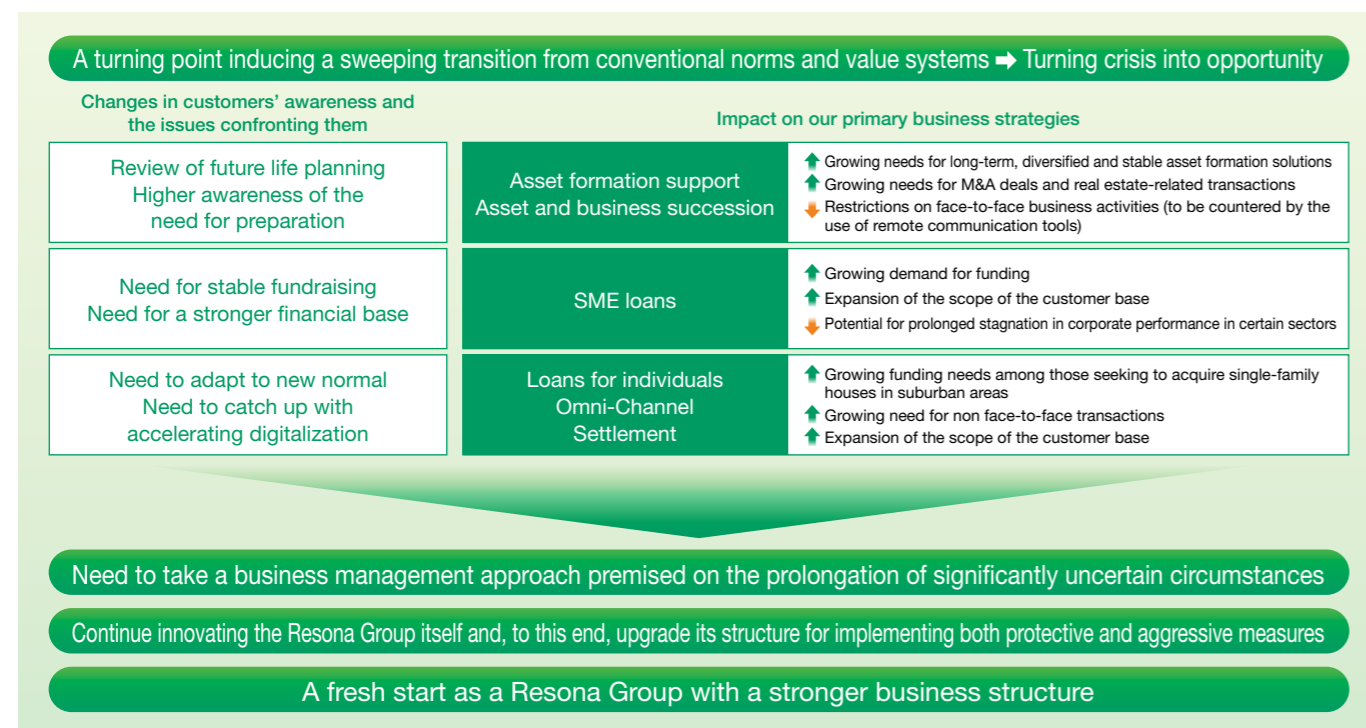 A turning point inducing a sweeping transition from conventional norms and value systems ➡ Turning crisis into opportunity
Changes in customers' awareness and
the issues confronting them
Impact on our primary business strategies
Review of future life planning
Higher awareness of the
need for preparation
Asset formation support
Asset and business succession
Growing needs for long-term, diversified and stable asset formation solutions
Growing needs for M&A deals and real estate-related transactions
Restrictions on face-to-face business activities (to be countered by the
use of remote communication tools)
Need for stable fundraising
Need for a stronger financial base
SME loans
Growing demand for funding
Expansion of the scope of the customer base
Potential for prolonged stagnation in corporate performance in certain sectors
Need to adapt to new normal
Need to catch up with
accelerating digitalization
Loans for individuals
Omni-Channel
Settlement
Growing funding needs among those seeking to acquire single-family
houses in suburban areas
Growing need for non face-to-face transactions
Expansion of the scope of the customer base
Need to take a business management approach premised on the prolongation of significantly uncertain circumstances
Continue innovating the Resona Group itself and, to this end, upgrade its structure for implementing both protective and aggressive measures
A fresh start as a Resona Group with a stronger business structure